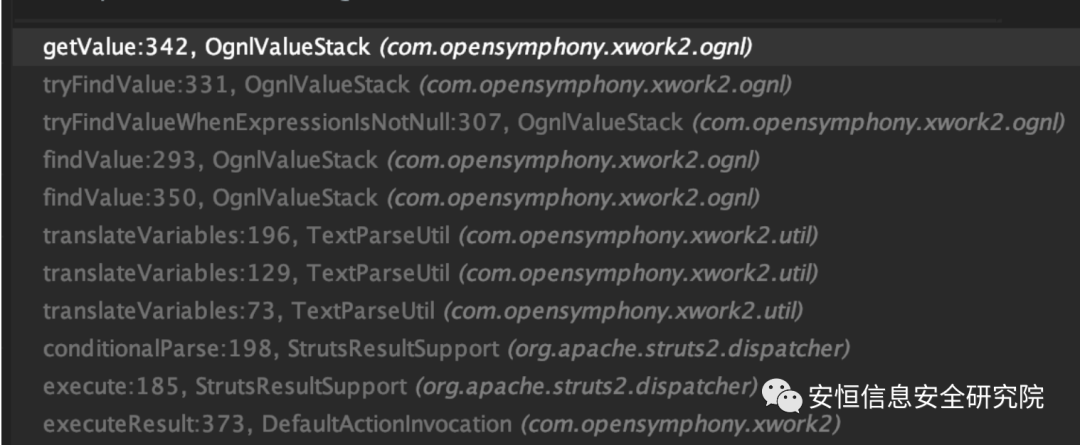 getValue:342, OgnlValueStack (com.opensymphony.xwork2.ognl)
tryFindValue:331, OgnlValueStack (com.opensymphony.xwork2.ognl)
tryFindValueWhenExpressionIsNotNull:307, OgnlValueStack (com.opensymphony.xwork2.ognl)
findValue:293, OgnlValueStack (com.opensymphony.xwork2.ognl)
findValue:350, OgnlValueStack (com.opensymphony.xwork2.ognl)
translateVariables:196, TextParseUtil (com.opensymphony.xwork2.util)
translateVariables:129, TextParseUtil (com.opensymphony.xwork2.util)
translateVariables:73, TextParseUtil (com.opensymphony.xwork2.util)
conditionalParse:198, StrutsResultSupport (org.apache.struts2.dispatcher)
execute:185, StrutsResultSupport (org.apache.struts2.dispatcher)
executeResult:373, DefaultActionInvocation (com.opensymphony.xwork2)
安恒信息安全研究院